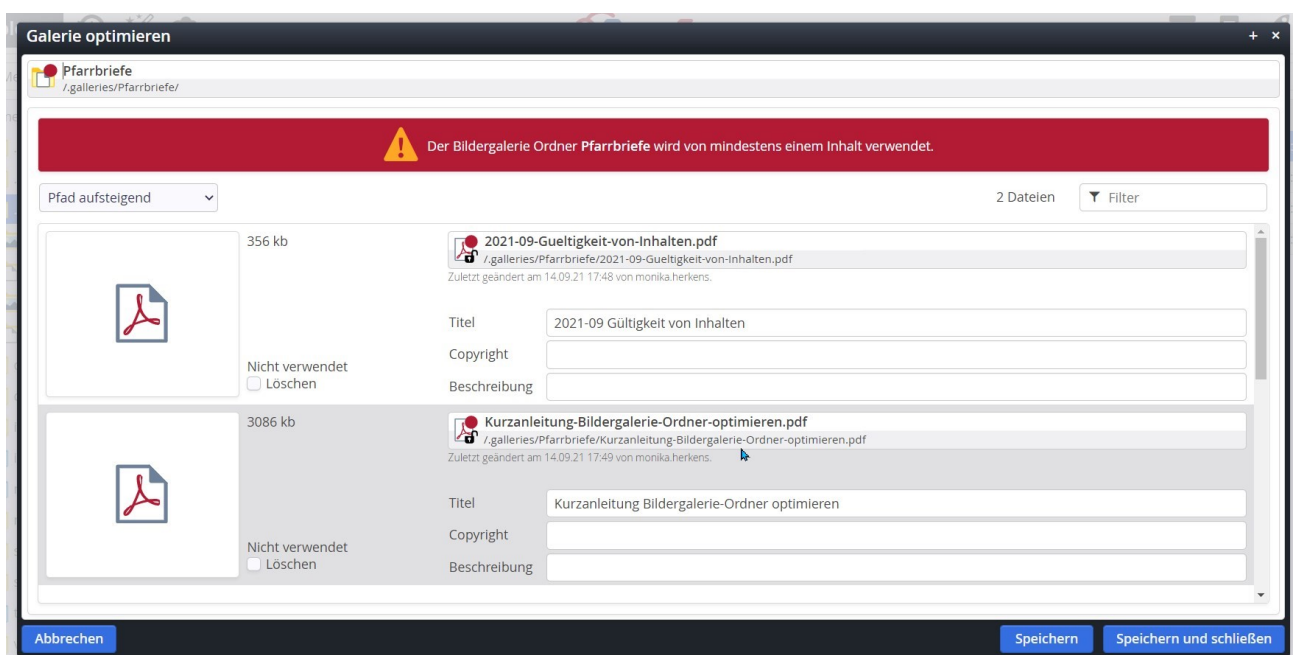 Galerie optimieren
Pfarrbriefe
/.galleries/Pfarrbriefe/
Der Bildergalerie Ordner Pfarrbriefe wird von mindestens einem Inhalt verwendet.
Pfad aufsteigend
2 Dateien
Filter
356 kb
2021-09-Gueltigkeit-von-Inhalten.pdf
/.galleries/Pfarrbriefe/2021-09-Gueltigkeit-von-Inhalten.pdf
Zuletzt geändert am 14.09.21 17:48 von monika.herkens.
Titel
2021-09 Gültigkeit von Inhalten
Copyright
Nicht verwendet
Löschen
Beschreibung
3086 kb
Kurzanleitung-Bildergalerie-Ordner-optimieren.pdf
/.galleries/Pfarrbriefe/Kurzanleitung-Bildergalerie-Ordner-optimieren.pdf
Zuletzt geändert am 14.09.21 17:49 von monika.herkens.
Titel
Kurzanleitung Bildergalerie-Ordner optimieren
Copyright
Nicht verwendet
Löschen
Beschreibung
Abbrechen
Speichern
Speichern und schließen